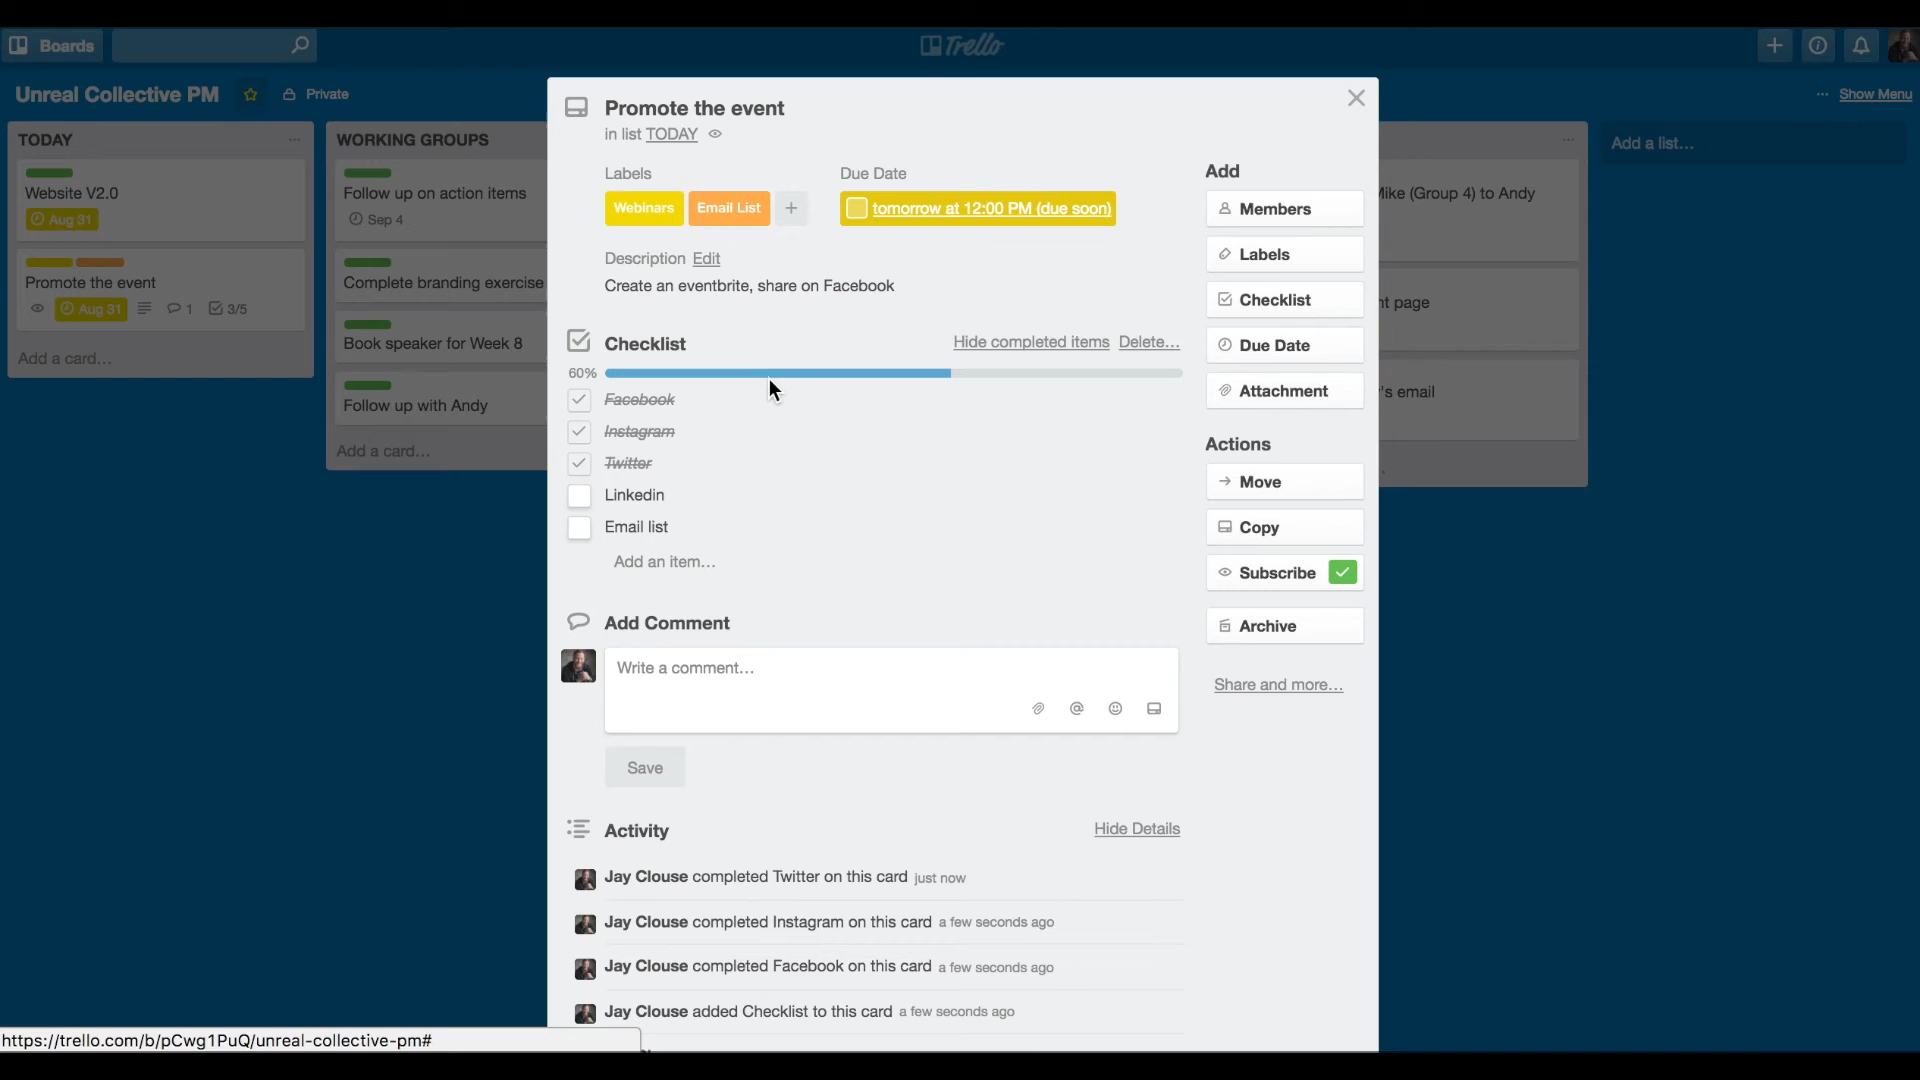 Boards
Trello
Unreal Collective PM
Private
... Show Menu
TODAY
Website V2.0
Aug 31
Promote the event
Aug 31
1
3/5
Add a card...
WORKING GROUPS
Follow up on action items
Sep 4
Complete branding exercise
Book speaker for Week 8
Follow up with Andy
Add a card...
Promote the event
in list TODAY
Labels
Webinars Email List +
Due Date
tomorrow at 12:00 PM (due soon)
Description Edit
Create an eventbrite, share on Facebook
Checklist
Hide completed items Delete...
60%
Facebook
Instagram
Twitter
Linkedin
Email list
Add an item...
Add Comment
Write a comment...
Save
Activity
Hide Details
Jay Clouse completed Twitter on this card just now
Jay Clouse completed Instagram on this card a few seconds ago
Jay Clouse completed Facebook on this card a few seconds ago
Jay Clouse added Checklist to this card a few seconds ago
Add
Members
Labels
Checklist
Due Date
Attachment
Actions
Move
Copy
Subscribe
Archive
Share and more...
Mike (Group 4) to Andy
page
's email
Add a list...
https://trello.com/b/pCwg1PuQ/unreal-collective-pm#